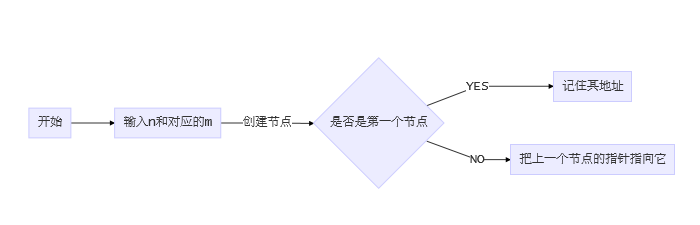 开始
输入n和对应的m
创建节点
是否是第一个节点
YES
记住其地址
NO
把上一个节点的指针指向它